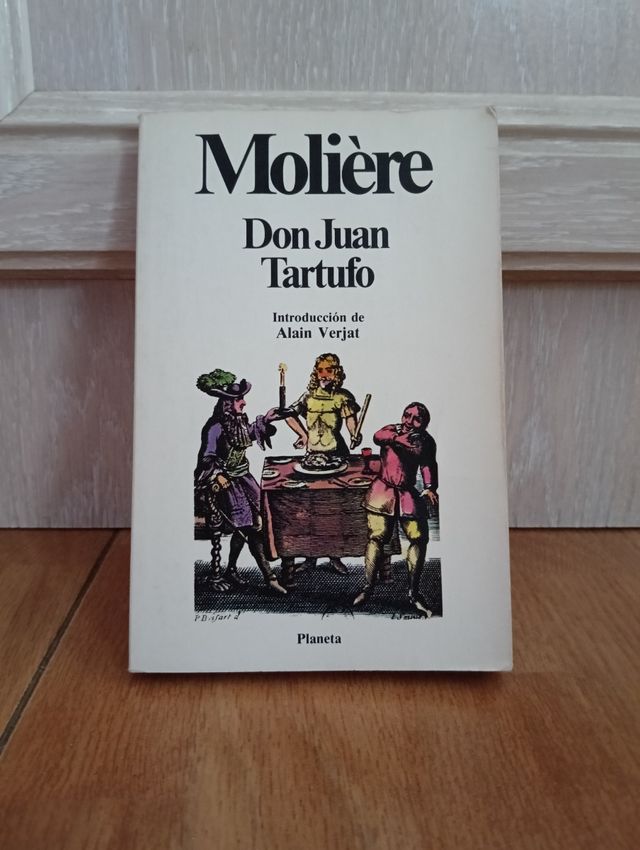 Molière
Don Juan
Tartufo
Introducción de
Alain Verjat
Planeta